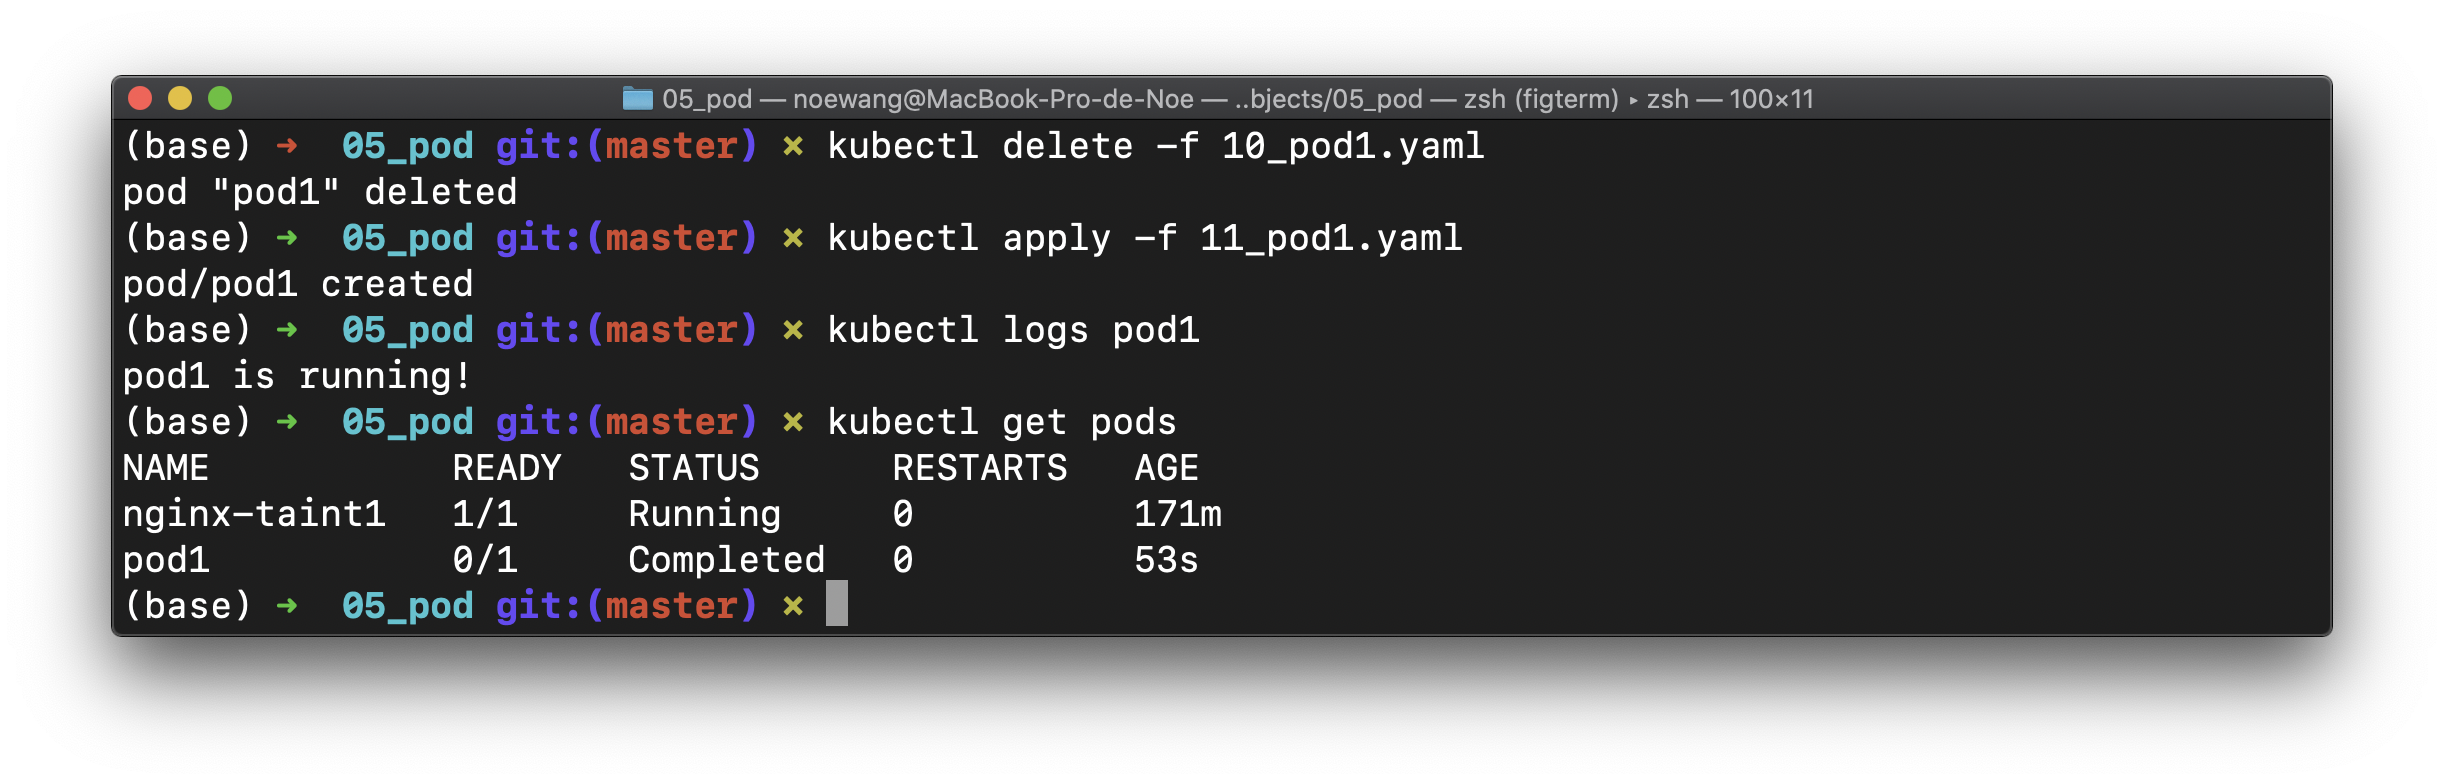 05_pod — noewang@MacBook-Pro-de-Noe — ..bjects/05_pod — zsh (figterm) ▸ zsh — 100×11
(base) ➜  05_pod git:(master) ✗ kubectl delete -f 10_pod1.yaml
pod "pod1" deleted
(base) ➜  05_pod git:(master) ✗ kubectl apply -f 11_pod1.yaml
pod/pod1 created
(base) ➜  05_pod git:(master) ✗ kubectl logs pod1
pod1 is running!
(base) ➜  05_pod git:(master) ✗ kubectl get pods
NAME           READY   STATUS      RESTARTS   AGE
nginx-taint1   1/1     Running     0          171m
pod1           0/1     Completed   0          53s
(base) ➜  05_pod git:(master) ✗